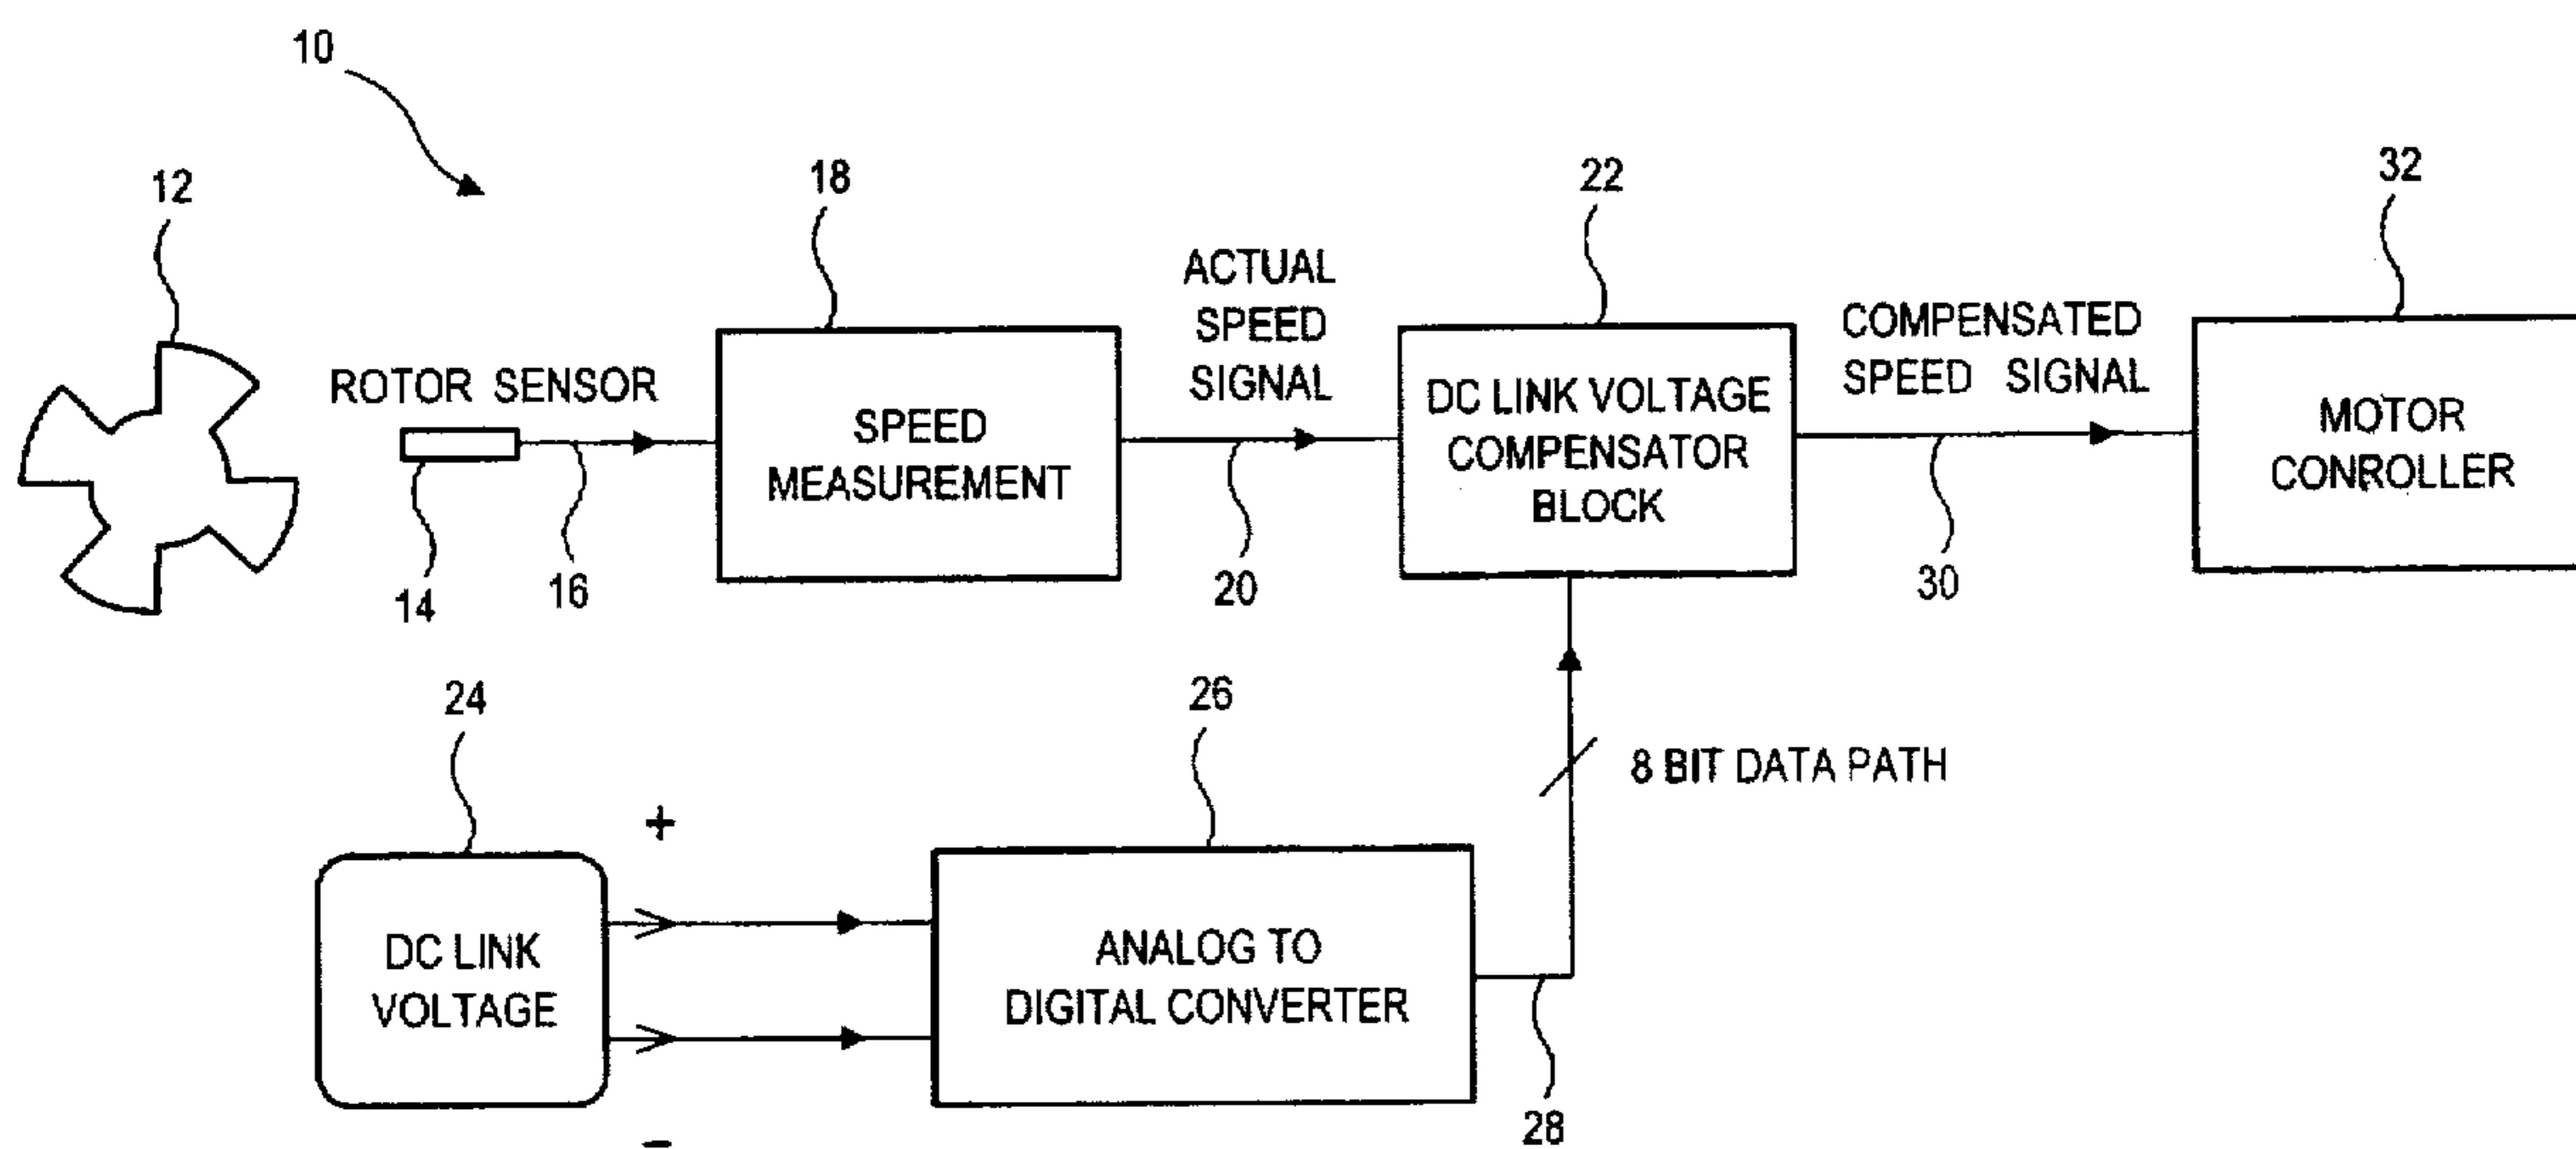 10
12
18
22
32
ACTUAL
SPEED
SIGNAL
COMPENSATED
SPEED SIGNAL
ROTOR SENSOR
SPEED
MEASUREMENT
DC LINK VOLTAGE
COMPENSATOR
BLOCK
MOTOR
CONROLLER
14
16
20
30
24
26
8 BIT DATA PATH
+
DC LINK
VOLTAGE
ANALOG TO
DIGITAL CONVERTER
28
-